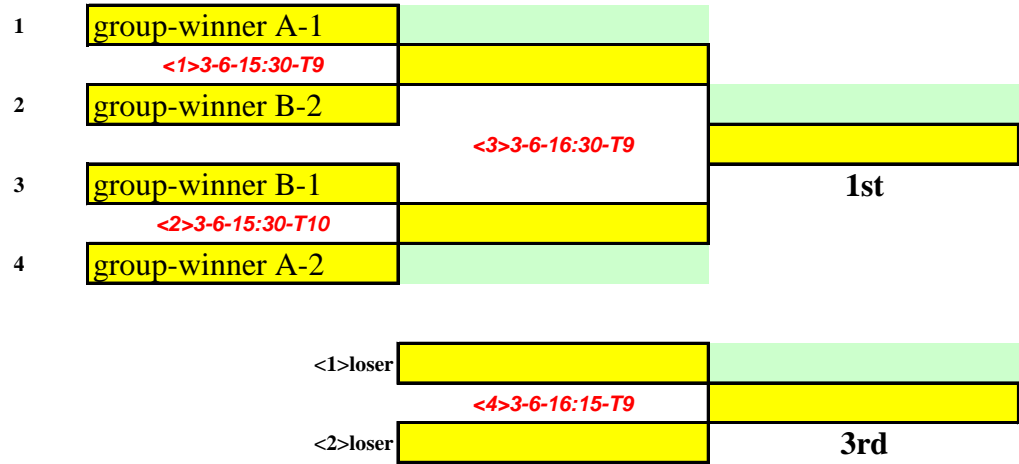 1 group-winner A-1
<1>3-6-15:30-T9
2 group-winner B-2
<3>3-6-16:30-T9
3 group-winner B-1 1st
<2>3-6-15:30-T10
4 group-winner A-2
<1>loser
<4>3-6-16:15-T9
<2>loser 3rd